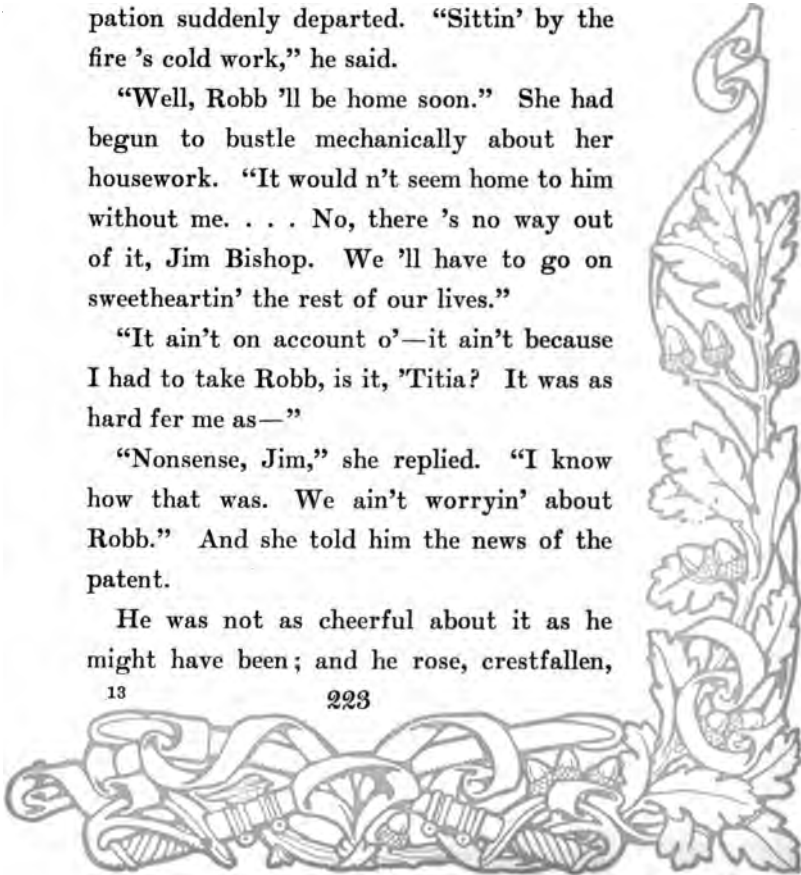 pation suddenly departed. “Sittin’ by the
fire ’s cold work,” he said.
“Well, Robb ’ll be home soon.” She had
begun to bustle mechanically about her
housework. “It would n’t seem home to him
without me. . . . No, there ’s no way out
of it, Jim Bishop. We ’ll have to go on
sweetheartin’ the rest of our lives.”
“It ain’t on account o’—it ain’t because
I had to take Robb, is it, ’Titia? It was as
hard fer me as—”
“Nonsense, Jim,” she replied. “I know
how that was. We ain’t worryin’ about
Robb.” And she told him the news of the
patent.
He was not as cheerful about it as he
might have been; and he rose, crestfallen,
13 223